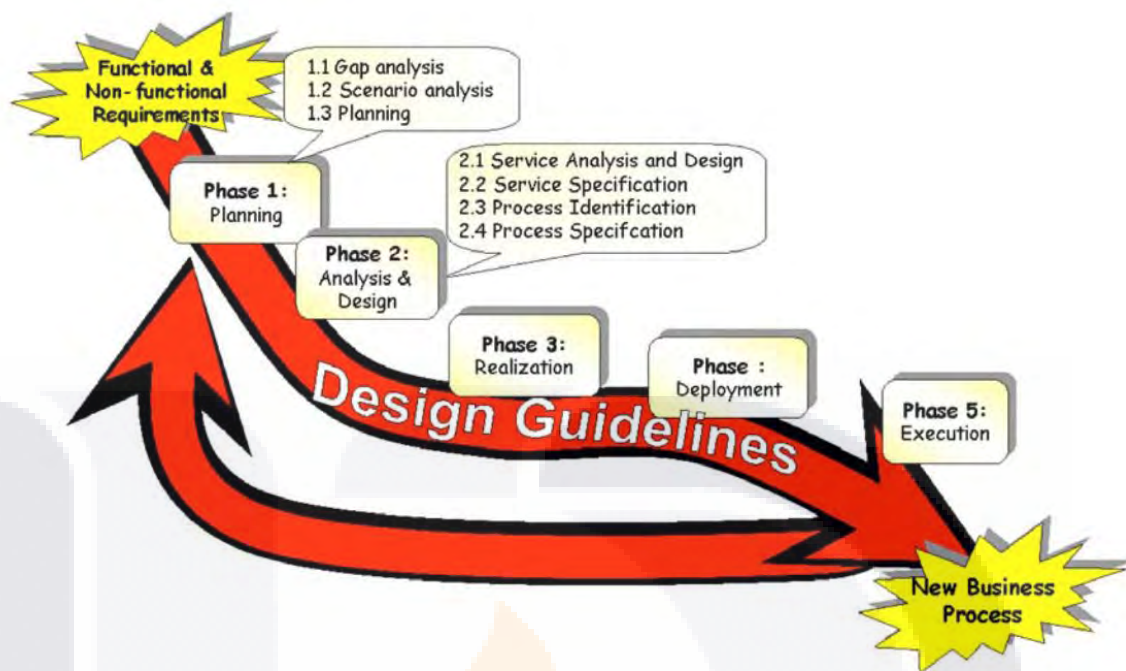 Functional &
Non-functional
Requirements
1.1 Gap analysis
1.2 Scenario analysis
1.3 Planning
Phase 1:
Planning
2.1 Service Analysis and Design
2.2 Service Specification
2.3 Process Identification
2.4 Process Specifcation
Phase 2:
Analysis &
Design
Phase 3:
Realization
Phase :
Deployment
Phase 5:
Execution
Design Guidelines
New Business
Process